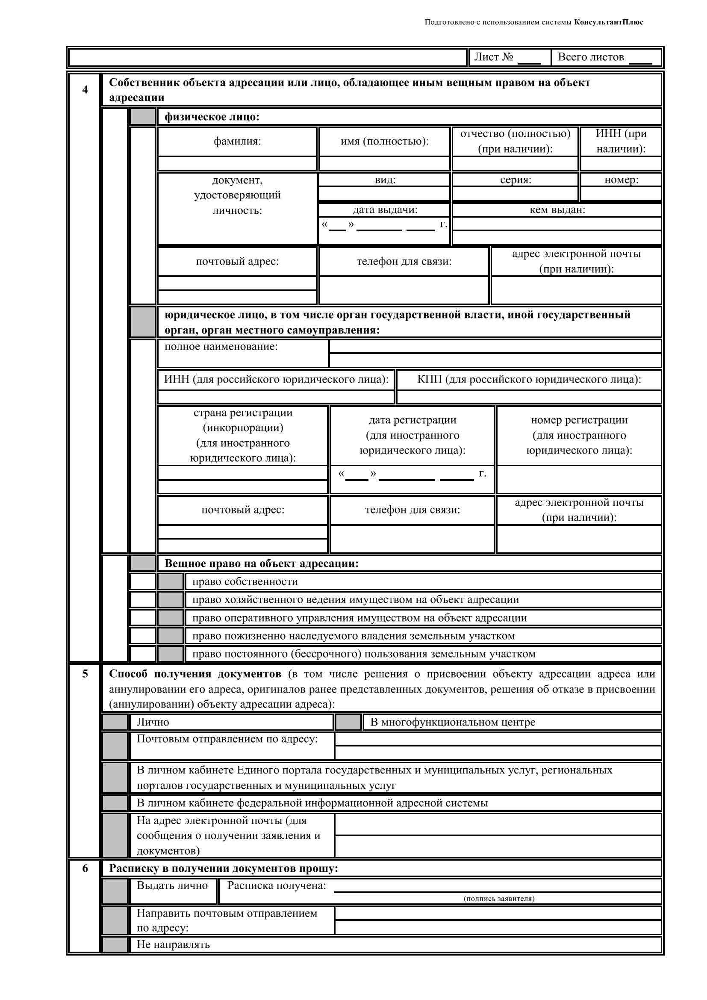 Подготовлено с использованием системы КонсультантПлюс
Лист № ____ Всего листов ____
4 Собственник объекта адресации или лицо, обладающее иным вещным правом на объект
адресации
физическое лицо:
фамилия: имя (полностью): отчество (полностью) (при наличии): ИНН (при наличии):
документ, удостоверяющий личность:
вид: серия: номер:
дата выдачи: кем выдан:
«___» ________ _____ г.
почтовый адрес: телефон для связи: адрес электронной почты (при наличии):
юридическое лицо, в том числе орган государственной власти, иной государственный
орган, орган местного самоуправления:
полное наименование:
ИНН (для российского юридического лица): КПП (для российского юридического лица):
страна регистрации (инкорпорации) (для иностранного юридического лица): дата регистрации (для иностранного юридического лица): номер регистрации (для иностранного юридического лица):
«____» __________ ______ г.
почтовый адрес: телефон для связи: адрес электронной почты (при наличии):
Вещное право на объект адресации:
право собственности
право хозяйственного ведения имуществом на объект адресации
право оперативного управления имуществом на объект адресации
право пожизненно наследуемого владения земельным участком
право постоянного (бессрочного) пользования земельным участком
5 Способ получения документов (в том числе решения о присвоении объекту адресации адреса или
аннулировании его адреса, оригиналов ранее представленных документов, решения об отказе в присвоении
(аннулировании) объекту адресации адреса):
Лично В многофункциональном центре
Почтовым отправлением по адресу:
В личном кабинете Единого портала государственных и муниципальных услуг, региональных
порталов государственных и муниципальных услуг
В личном кабинете федеральной информационной адресной системы
На адрес электронной почты (для
сообщения о получении заявления и
документов)
6 Расписку в получении документов прошу:
Выдать лично Расписка получена:
(подпись заявителя)
Направить почтовым отправлением
по адресу:
Не направлять